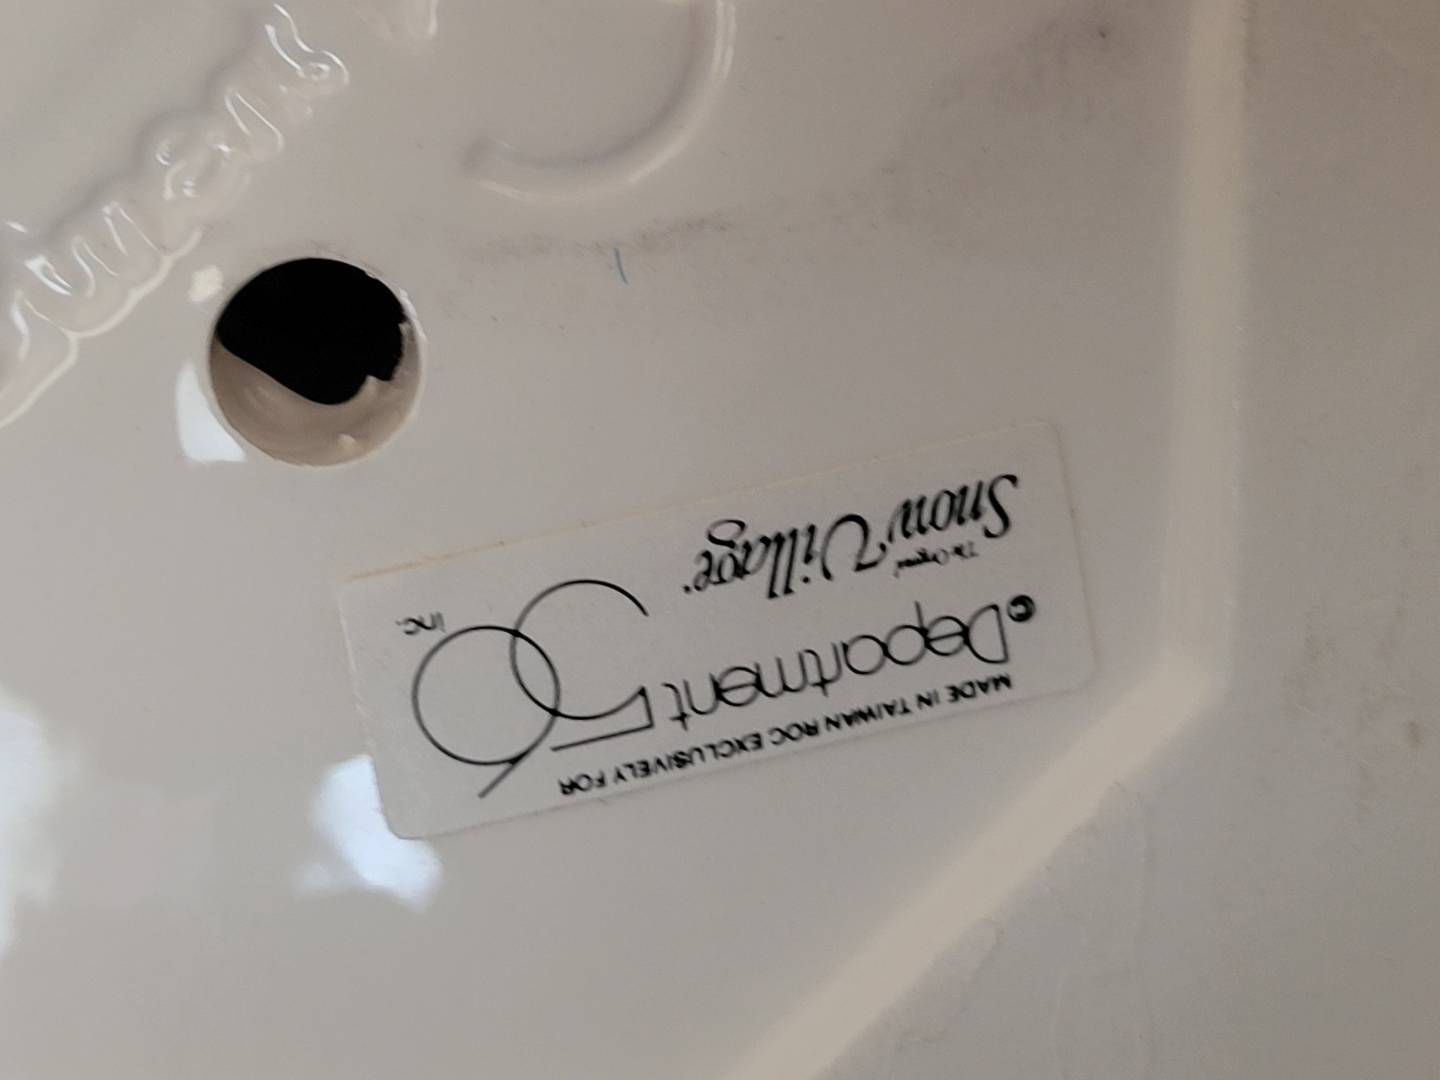 MADE IN TAIWAN ROC EXCLUSIVELY FOR
©Department 56 inc.
The Original
Snow Village®